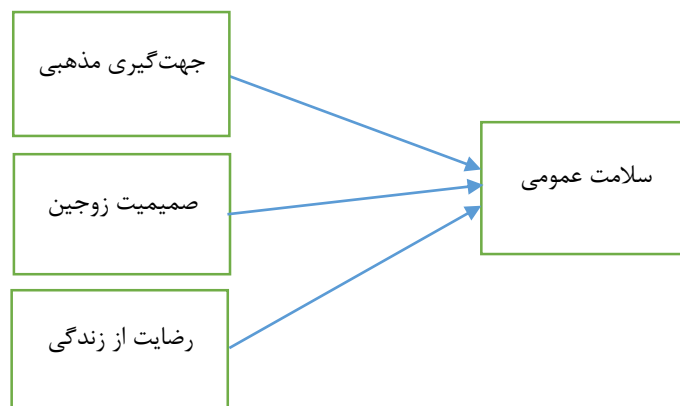 جهت‌گیری مذهبی
صمیمیت زوجین
رضایت از زندگی
سلامت عمومی